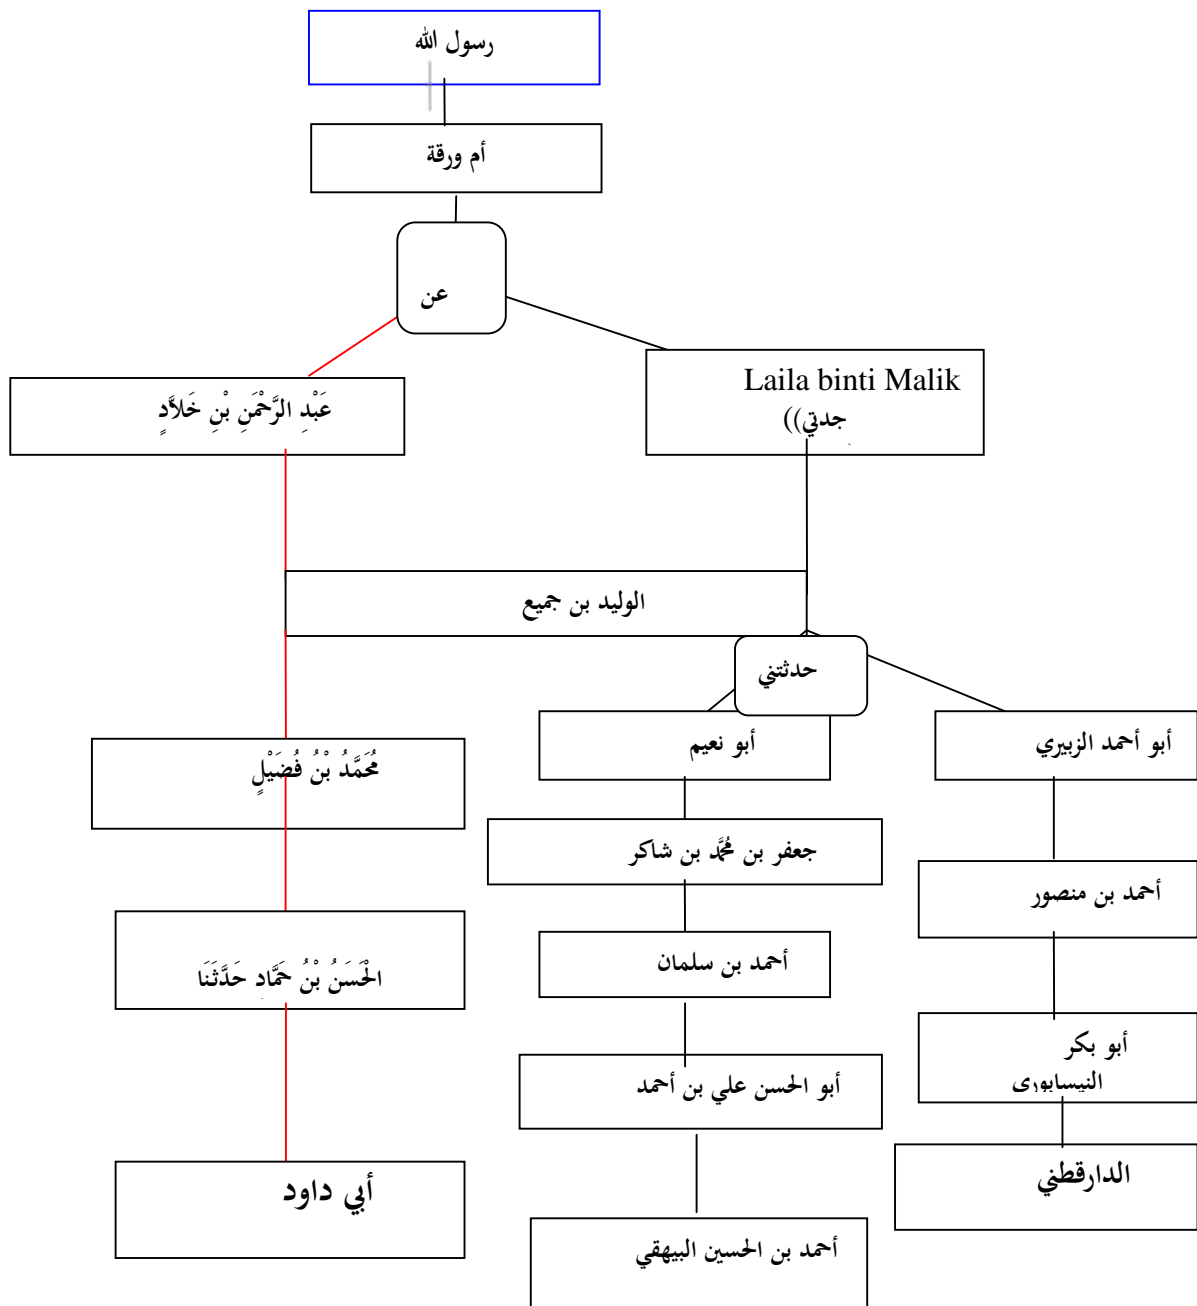 رسول الله
أم ورقة
عن
Laila binti Malik
جدتي))
عَبْدِ الرَّحْمَنِ بْنِ خَلاَّدٍ
الوليد بن جميع
حدثتني
أبو نعيم
أبو أحمد الزبيري
مُحَمَّدُ بْنُ فُضَيْلٍ
جعفر بن مُحَمَّد بن شاكر
أحمد بن منصور
الْحَسَنُ بْنُ حَمَّادٍ حَدَّثَنَا
أحمد بن سلمان
أبو بكر
النيسابوري
أبو الحسن علي بن أحمد
أبي داود
الدارقطني
أحمد بن الحسين البيهقي